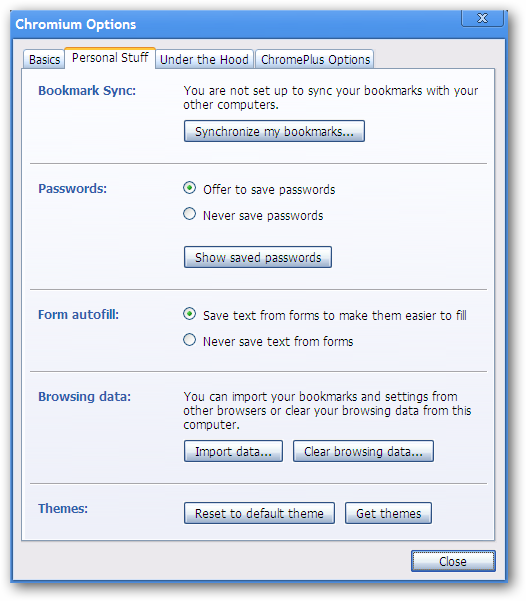 Chromium Options
Basics Personal Stuff Under the Hood ChromePlus Options
Bookmark Sync: You are not set up to sync your bookmarks with your
other computers.
Synchronize my bookmarks...
Passwords: Offer to save passwords
Never save passwords
Show saved passwords
Form autofill: Save text from forms to make them easier to fill
Never save text from forms
Browsing data: You can import your bookmarks and settings from
other browsers or clear your browsing data from this
computer.
Import data... Clear browsing data...
Themes: Reset to default theme Get themes
Close